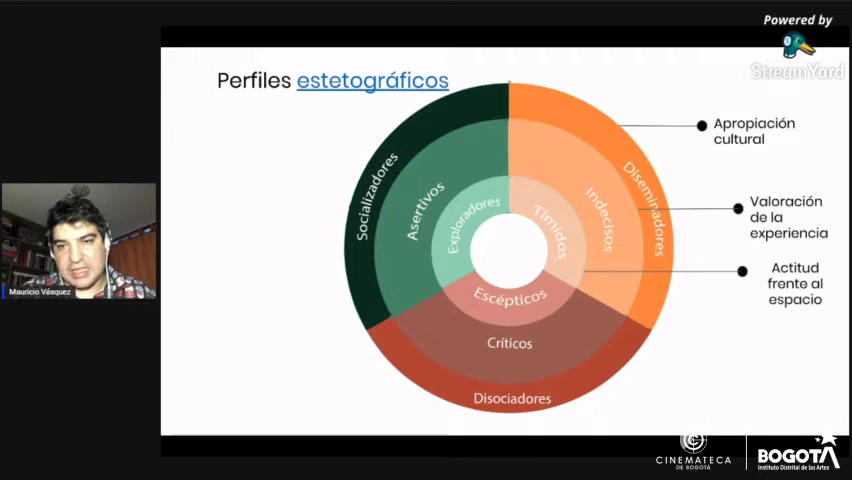 Powered by
StreamYard
Perfiles estetográficos
Socializadores
Asertivos
Exploradores
Tímidos
Indecisos
Diseminadores
Escépticos
Críticos
Disociadores
Apropiación
cultural
Valoración
de la
experiencia
Actitud
frente al
espacio
Mauricio Vásquez
CINEMATECA
DE BOGOTÁ
BOGOTÁ
Instituto Distrital de las Artes